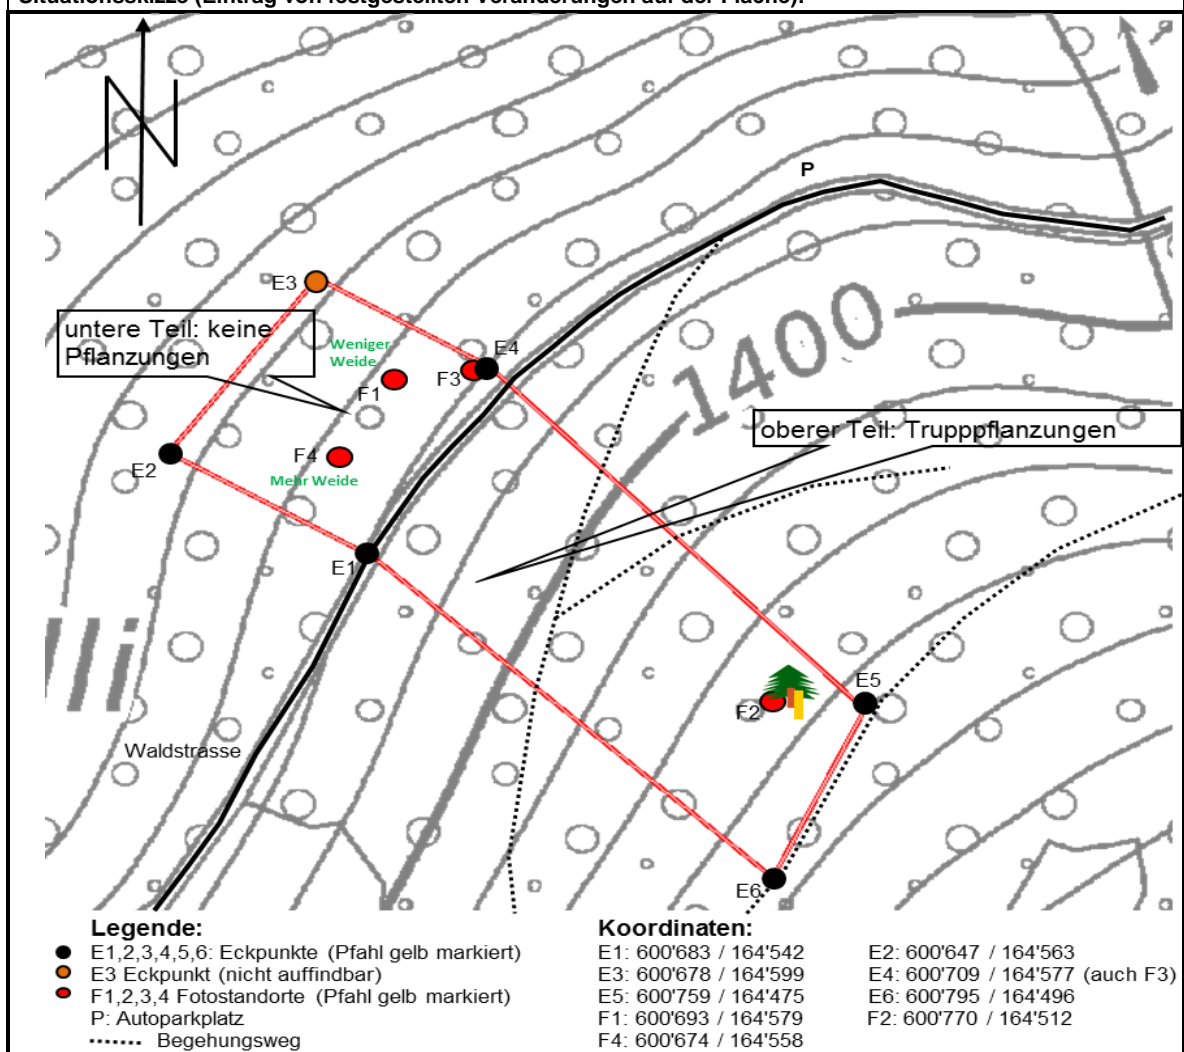 Situationsskizze (Eintrag von festgestellten Veränderungen auf der Fläche):
N
P
E3
untere Teil: keine
Pflanzungen
Weniger
Weide
E4
F3
F1
1400
oberer Teil: Trupppflanzungen
E2
F4
Mehr Weide
E1
lli
E5
F2
Waldstrasse
E6
Legende:
E1,2,3,4,5,6: Eckpunkte (Pfahl gelb markiert)
E3 Eckpunkt (nicht auffindbar)
F1,2,3,4 Fotostandorte (Pfahl gelb markiert)
P: Autoparkplatz
Begehungsweg
Koordinaten:
E1: 600'683 / 164'542 E2: 600'647 / 164'563
E3: 600'678 / 164'599 E4: 600'709 / 164'577 (auch F3)
E5: 600'759 / 164'475 E6: 600'795 / 164'496
F1: 600'693 / 164'579 F2: 600'770 / 164'512
F4: 600'674 / 164'558